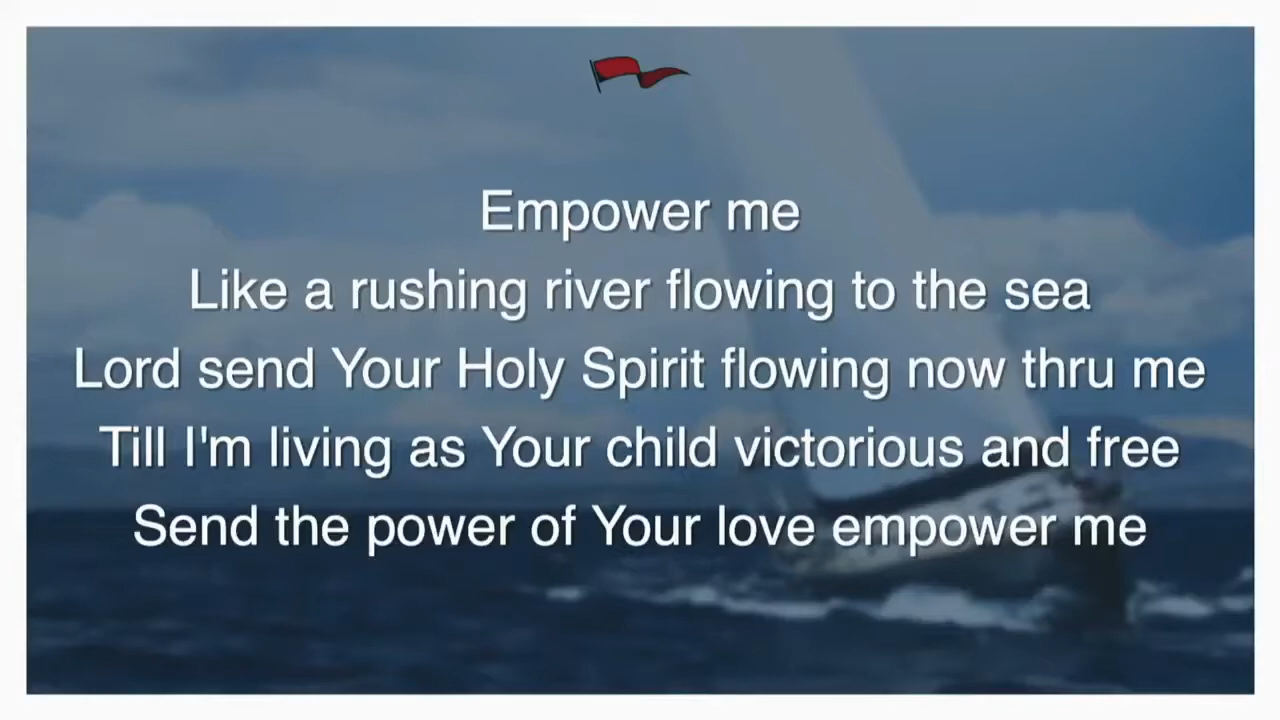 Empower me
Like a rushing river flowing to the sea
Lord send Your Holy Spirit flowing now thru me
Till I'm living as Your child victorious and free
Send the power of Your love empower me